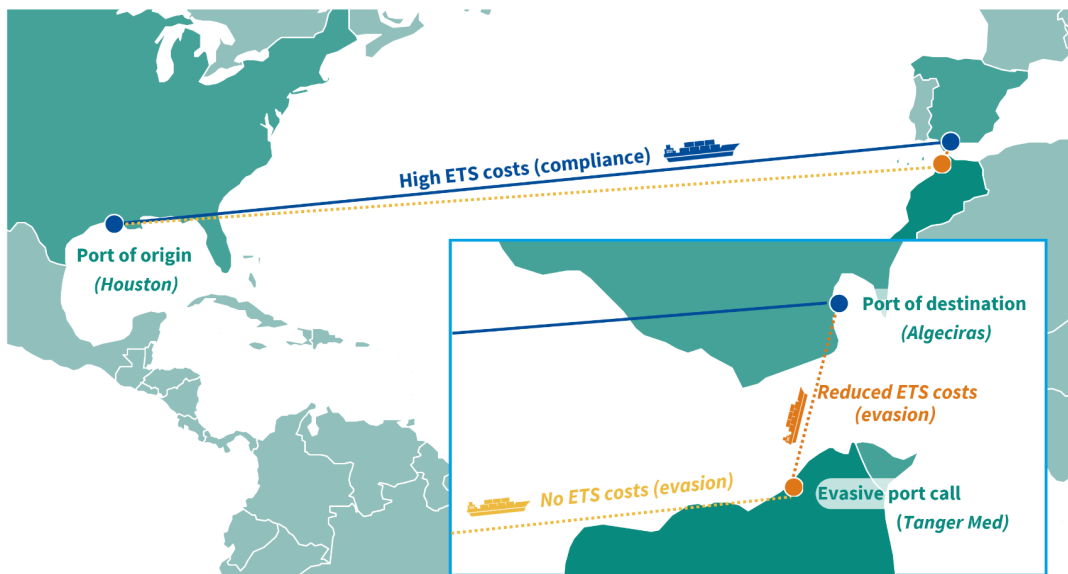 High ETS costs (compliance)
Port of origin
(Houston)
Port of destination
(Algeciras)
Reduced ETS costs
(evasion)
No ETS costs (evasion)
Evasive port call
(Tanger Med)